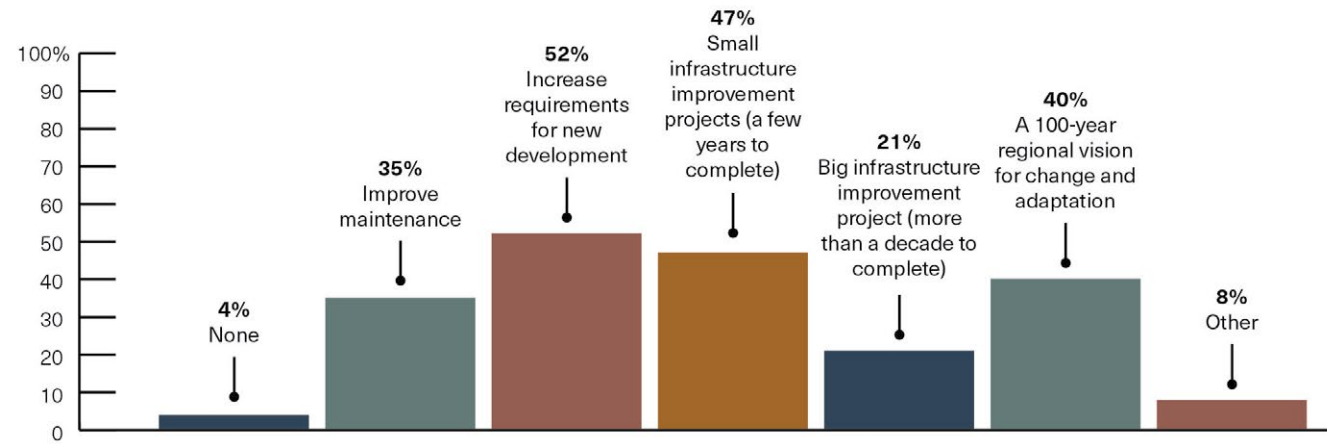 100%
90
80
70
60
50
40
30
20
10
0
4%
None
35%
Improve
maintenance
52%
Increase
requirements
for new
development
47%
Small
infrastructure
improvement
projects (a few
years to
complete)
21%
Big infrastructure
improvement
project (more
than a decade to
complete)
40%
A 100-year
regional vision
for change and
adaptation
8%
Other